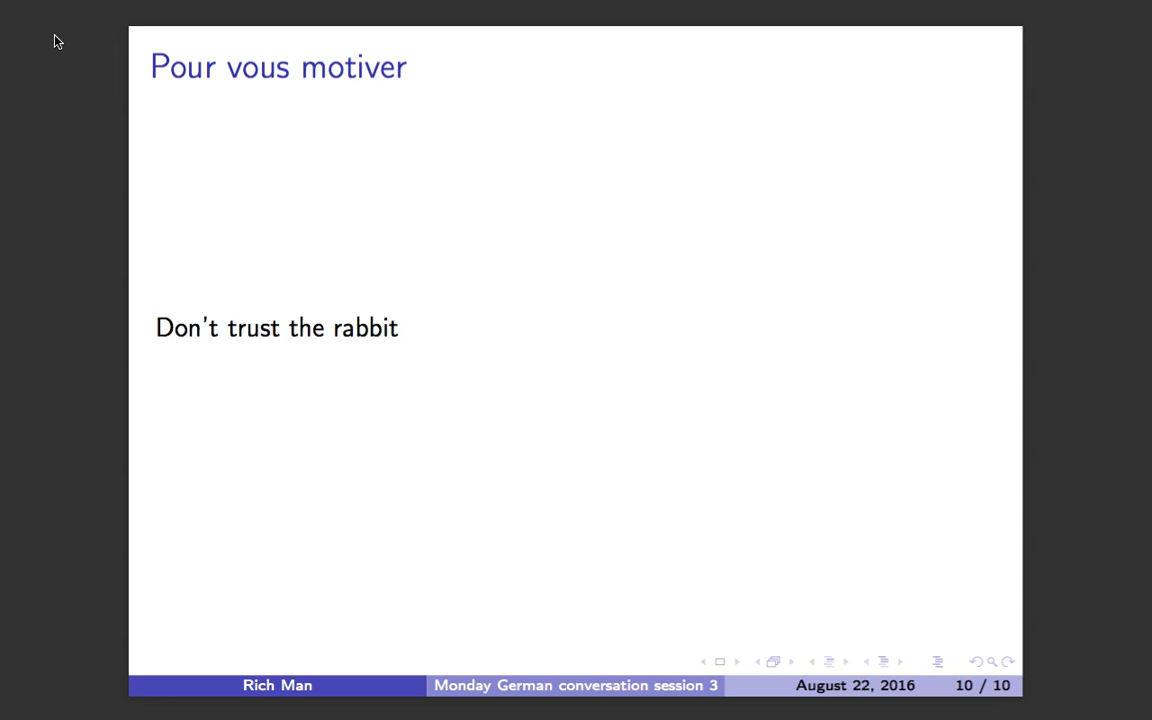 Pour vous motiver
Don't trust the rabbit
Rich Man Monday German conversation session 3 August 22, 2016 10 / 10